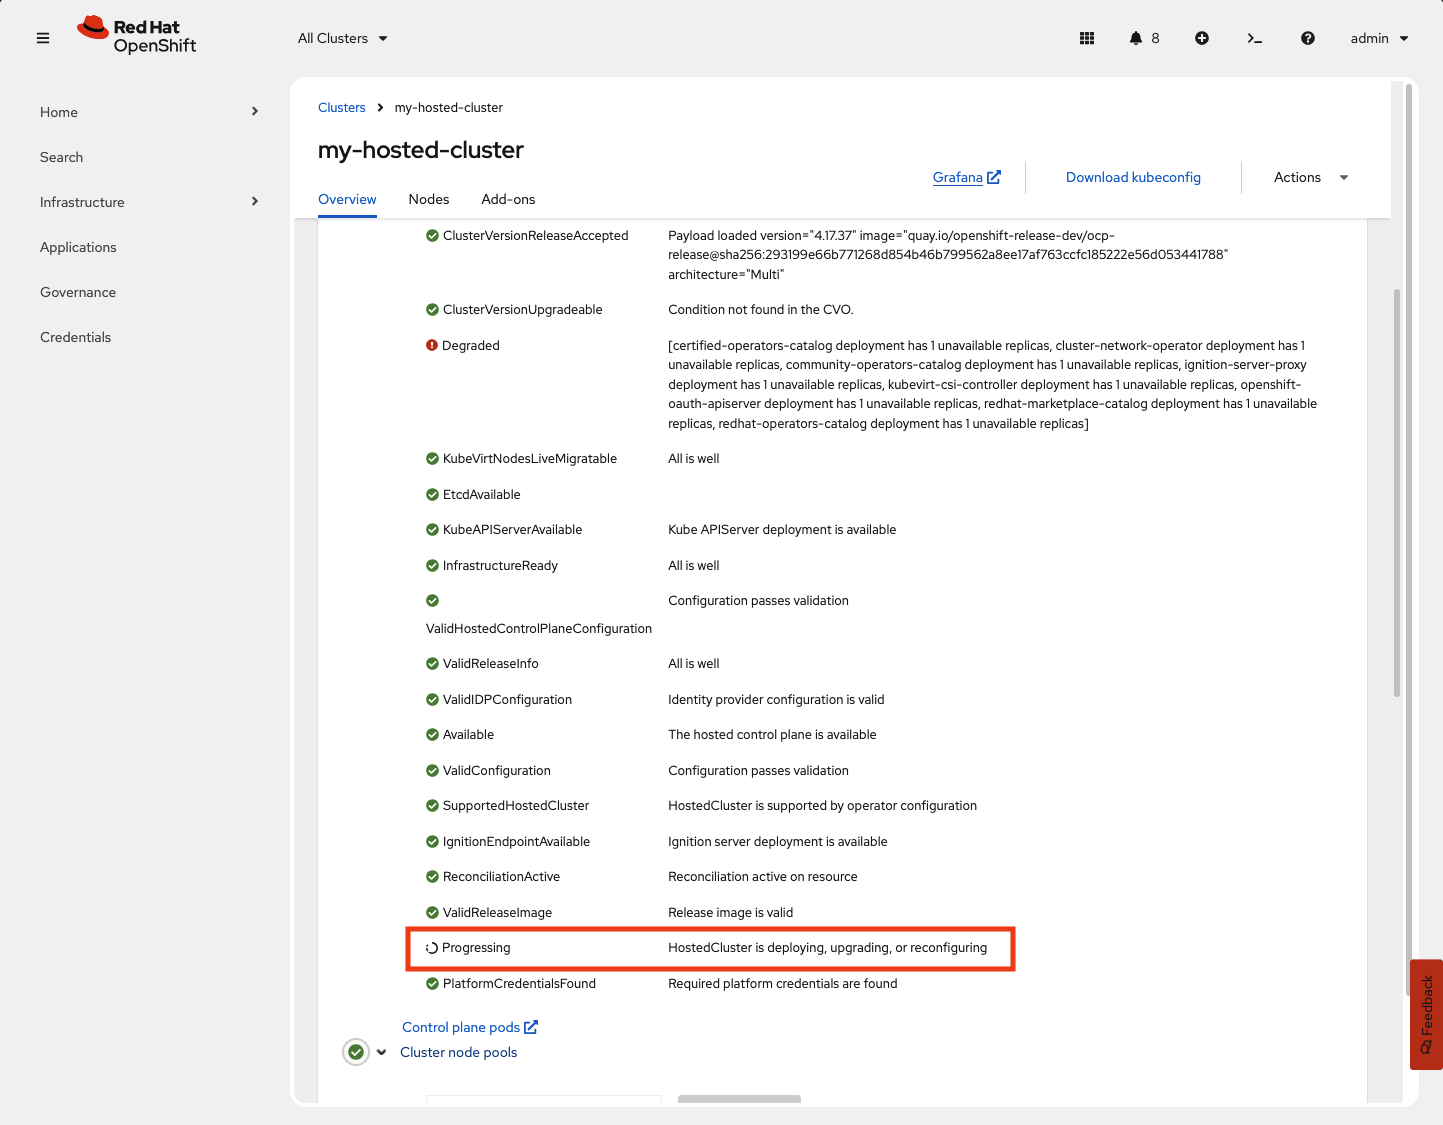 Red Hat
OpenShift
All Clusters
8
admin
Home
Search
Infrastructure
Applications
Governance
Credentials
Clusters
my-hosted-cluster
my-hosted-cluster
Grafana
Download kubeconfig
Actions
Overview
Nodes
Add-ons
ClusterVersionReleaseAccepted
Payload loaded version="4.17.37" image="quay.io/openshift-release-dev/ocp-
release@sha256:293199e66b771268d854b46b799562a8ee17af763ccfc185222e56d053441788"
architecture="Multi"
ClusterVersionUpgradeable
Condition not found in the CVO.
Degraded
[certified-operators-catalog deployment has 1 unavailable replicas, cluster-network-operator deployment has 1
unavailable replicas, community-operators-catalog deployment has 1 unavailable replicas, ignition-server-proxy
deployment has 1 unavailable replicas, kubevirt-csi-controller deployment has 1 unavailable replicas, openshift-
oauth-apiserver deployment has 1 unavailable replicas, redhat-marketplace-catalog deployment has 1 unavailable
replicas, redhat-operators-catalog deployment has 1 unavailable replicas]
KubeVirtNodesLiveMigratable
All is well
EtcdAvailable
KubeAPIServerAvailable
Kube APIServer deployment is available
InfrastructureReady
All is well
ValidHostedControlPlaneConfiguration
Configuration passes validation
ValidReleaseInfo
All is well
ValidIDPConfiguration
Identity provider configuration is valid
Available
The hosted control plane is available
ValidConfiguration
Configuration passes validation
SupportedHostedCluster
HostedCluster is supported by operator configuration
IgnitionEndpointAvailable
Ignition server deployment is available
ReconciliationActive
Reconciliation active on resource
ValidReleaseImage
Release image is valid
Progressing
HostedCluster is deploying, upgrading, or reconfiguring
PlatformCredentialsFound
Required platform credentials are found
Control plane pods
Cluster node pools
Feedback